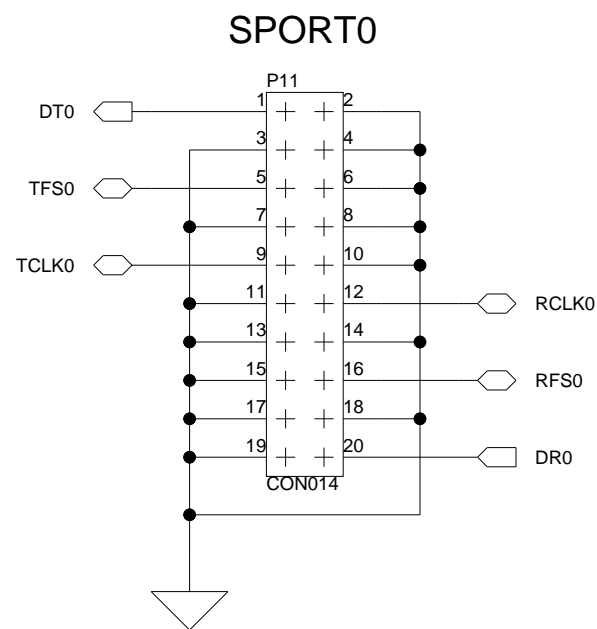 SPORT0
P11
DT0 1 2
3 4
TFS0 5 6
7 8
TCLK0 9 10
11 12 RCLK0
13 14
15 16 RFS0
17 18
19 20 DR0
CON014